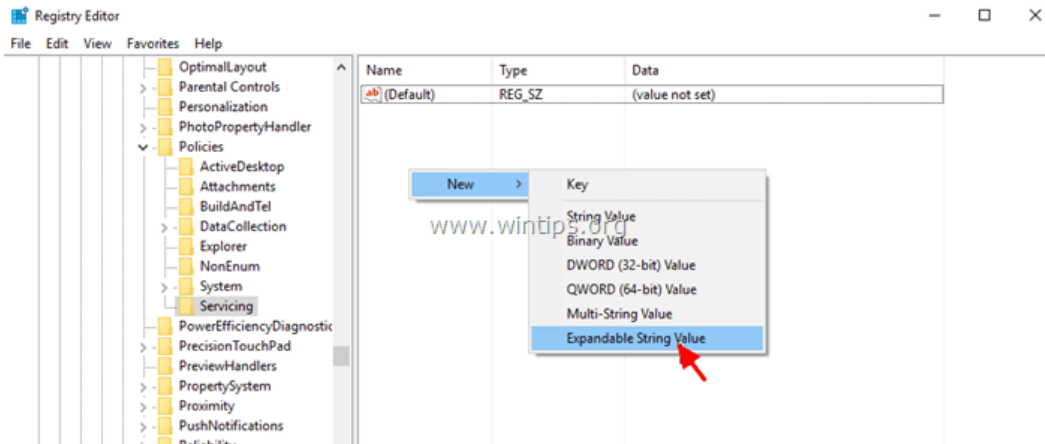 Registry Editor
File Edit View Favorites Help
OptimalLayout
Parental Controls
Personalization
PhotoPropertyHandler
Policies
ActiveDesktop
Attachments
BuildAndTel
DataCollection
Explorer
NonEnum
System
Servicing
PowerEfficiencyDiagnostic
PrecisionTouchPad
PreviewHandlers
PropertySystem
Proximity
PushNotifications
Reliability
Name Type Data
ab (Default) REG_SZ (value not set)
New
Key
String Value
Binary Value
DWORD (32-bit) Value
QWORD (64-bit) Value
Multi-String Value
Expandable String Value
www.wintips.org